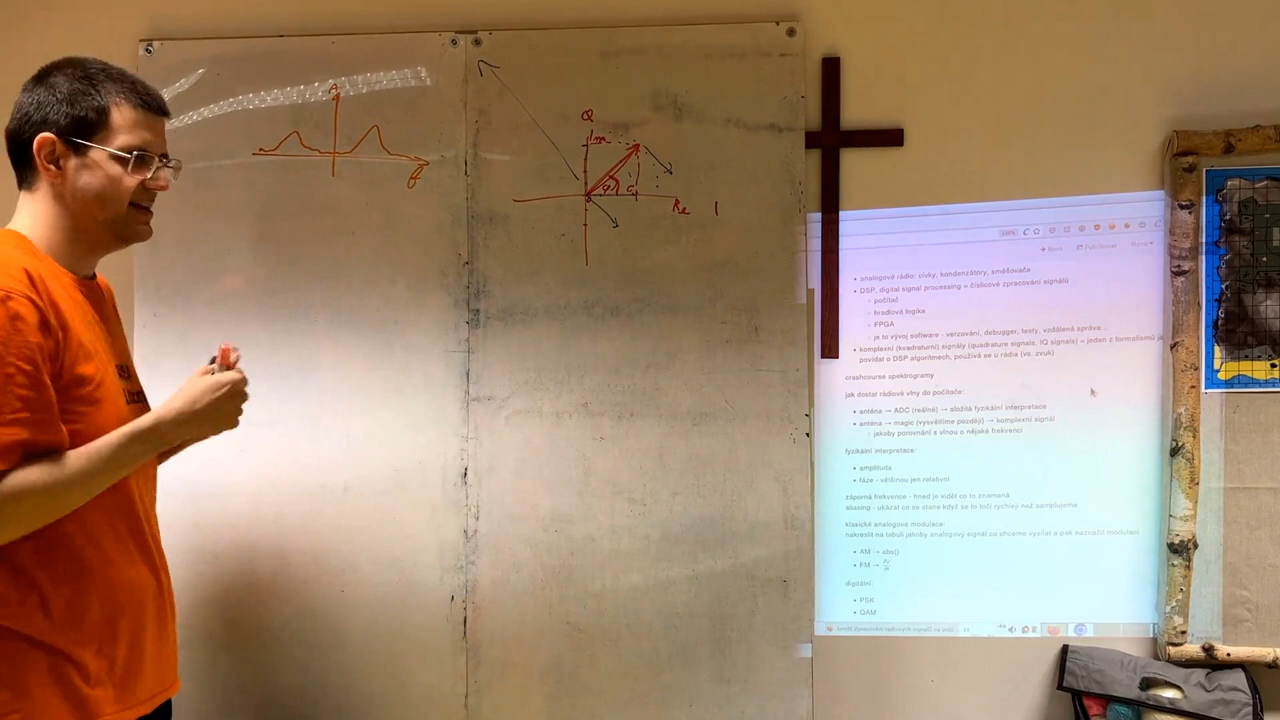 A
f
Q
Im
φ
Re I
110%
Nová
Publikovat
Menu
• analogové rádio: cívky, kondenzátory, směšovače
• DSP, digital signal processing = číslicové zpracování signálů
○ počítač
○ hradlová logika
○ FPGA
○ je to vývoj software - verzování, debugger, testy, vzdálená správa...
• komplexní (kvadraturní) signály (quadrature signals, IQ signals) = jeden z formalismů
povídat o DSP algoritmech, používá se u rádia (vs. zvuk)
crashcourse spektrogramy
jak dostat rádiové vlny do počítače:
• anténa → ADC (reálné) → složitá fyzikální interpretace
• anténa → magic (vysvětlíme později) → komplexní signál
○ jakoby porovnání s vlnou o nějaké frekvenci
fyzikální interpretace:
• amplituda
• fáze - většinou jen relativní
záporná frekvence - hned je vidět co to znamená
aliasing - ukázat co se stane když se to točí rychleji než samplujeme
klasické analogové modulace:
nakreslit na tabuli jakoby analogový signál co chceme vysílat a pak naznačit modulaci
• AM → abs()
• FM →
digitální:
• PSK
• QAM